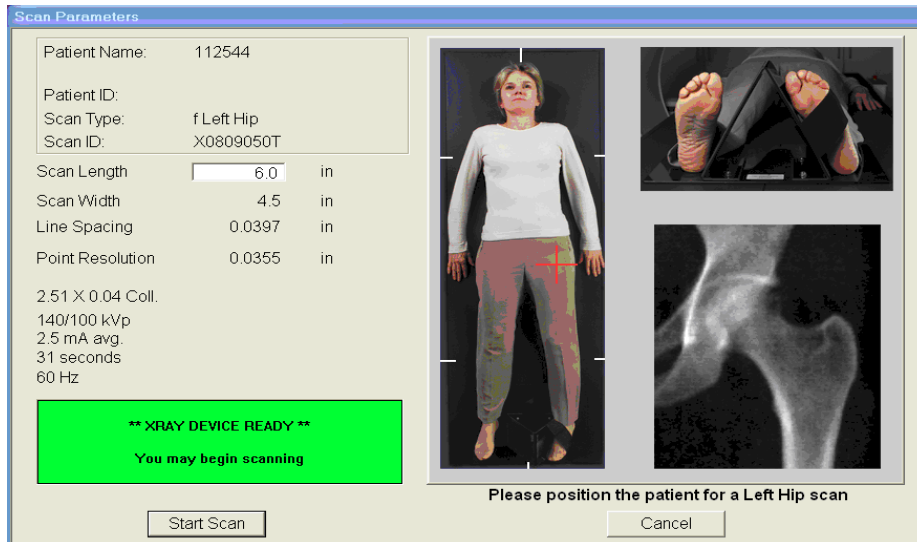 Scan Parameters
Patient Name: 112544
Patient ID:
Scan Type: f Left Hip
Scan ID: X0809050T
Scan Length 6.0 in
Scan Width 4.5 in
Line Spacing 0.0397 in
Point Resolution 0.0355 in
2.51 X 0.04 Coll.
140/100 kVp
2.5 mA avg.
31 seconds
60 Hz
** XRAY DEVICE READY **
You may begin scanning
Please position the patient for a Left Hip scan
Start Scan
Cancel